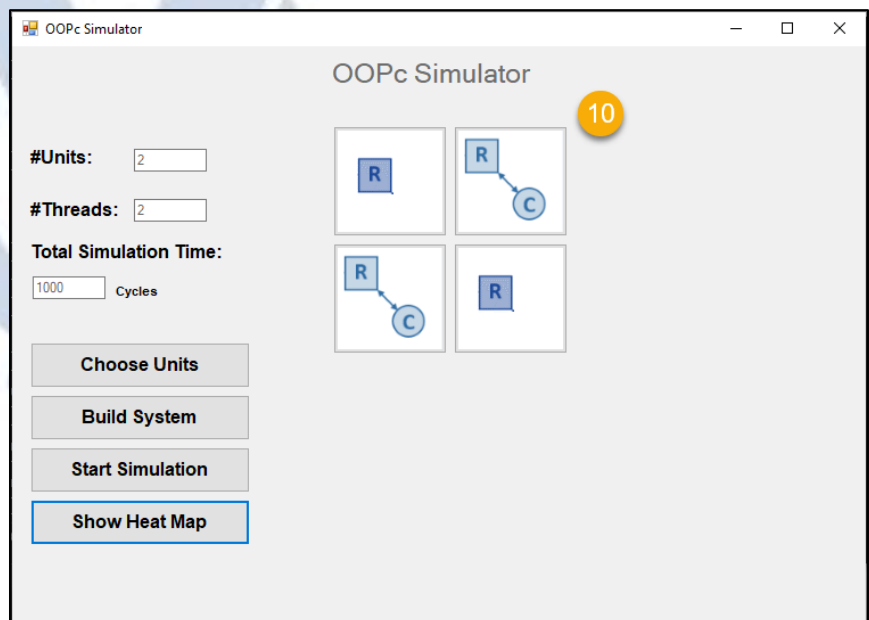 OOPc Simulator
OOPc Simulator
10
#Units: 2
R
R
C
#Threads: 2
Total Simulation Time:
1000 Cycles
R
C
R
Choose Units
Build System
Start Simulation
Show Heat Map